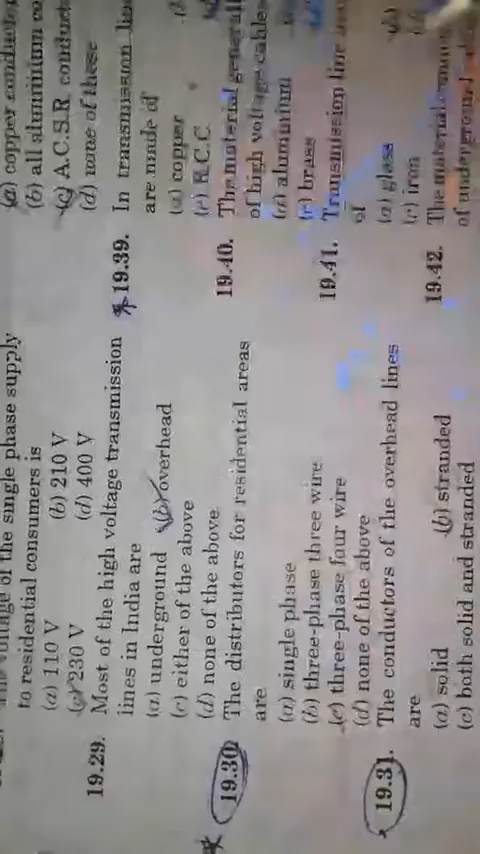 of the single phase supply
to residential consumers is
(a) 110 V (b) 210 V
(c) 230 V (d) 400 V
19.29. Most of the high voltage transmission
lines in India are
(a) underground (b) overhead
(c) either of the above
(d) none of the above
19.30. The distributors for residential areas
are
(a) single phase
(b) three-phase three wire
(c) three-phase four wire
(d) none of the above
19.31. The conductors of the overhead lines
are
(a) solid (b) stranded
(c) both solid and stranded
(a) copper
(b) all aluminium
(c) A.C.S.R.
(d) none of these
19.39. In transmission
are made of
(a) copper
(c) R.C.C.
19.40. The material
of high voltage cables
(a) aluminium
(c) brass
19.41. Transmission line
of
(a) glass
(c) iron
19.42. The material
of underground